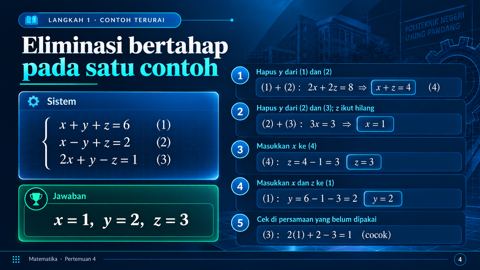 LANGKAH 1 · CONTOH TERURAI
POLITEKNIK NEGERI
UJUNG PANDANG
Eliminasi bertahap
pada satu contoh
Sistem
x + y + z = 6 (1)
x − y + z = 2 (2)
2x + y − z = 1 (3)
Jawaban
x = 1, y = 2, z = 3
1 Hapus y dari (1) dan (2)
(1) + (2) : 2x + 2z = 8 ⇒ x + z = 4 (4)
2 Hapus y dari (2) dan (3); z ikut hilang
(2) + (3) : 3x = 3 ⇒ x = 1
3 Masukkan x ke (4)
(4) : z = 4 − 1 = 3 z = 3
4 Masukkan x dan z ke (1)
(1) : y = 6 − 1 − 3 = 2 y = 2
5 Cek di persamaan yang belum dipakai
(3) : 2(1) + 2 − 3 = 1 (cocok)
Matematika · Pertemuan 4
4